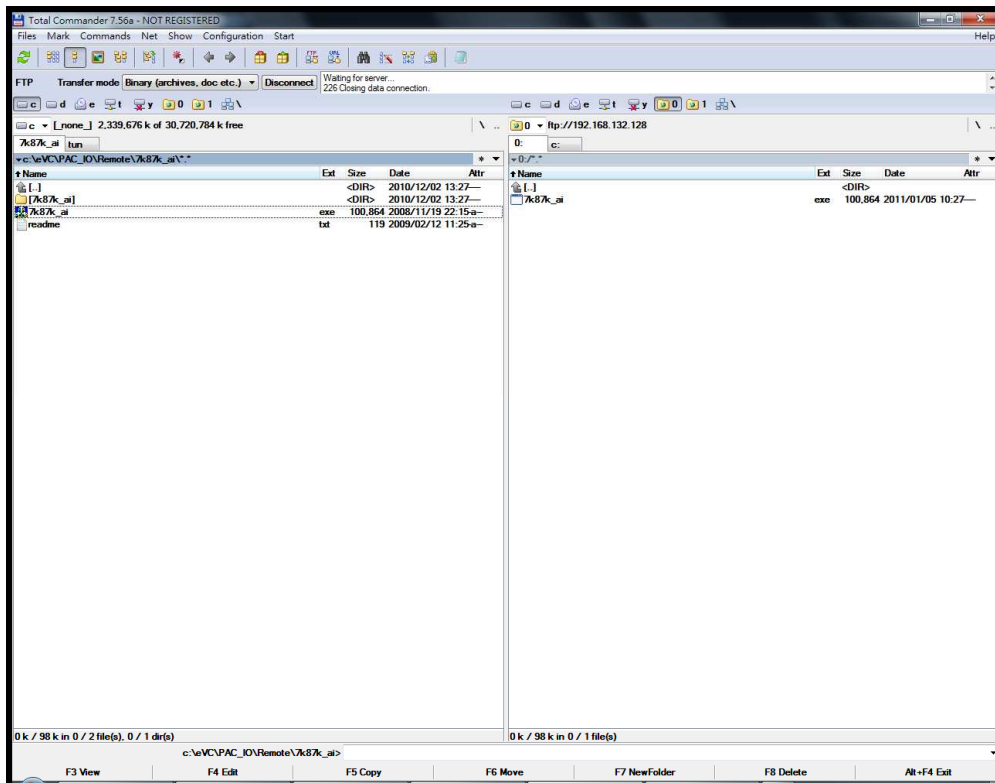 Total Commander 7.56a - NOT REGISTERED
Files Mark Commands Net Show Configuration Start Help
FTP Transfer mode Binary (archives, doc etc.) Disconnect Waiting for server...
226 Closing data connection.
c d e t y 0 1 \ c d e t y 0 1 \
c [_none_] 2,339,676 k of 30,720,784 k free \ .. 0 ftp://192.168.132.128 \ ..
7k87k_ai tun 0: c:
c:\eVC\PAC_IO\Remote\7k87k_ai\*.* * 0:/*.* *
Name Ext Size Date Attr Name Ext Size Date Attr
[..] <DIR> 2010/12/02 13:27 — [..] <DIR>
[7k87k_ai] <DIR> 2010/12/02 13:27 — 7k87k_ai exe 100,864 2011/01/05 10:27 —
7k87k_ai exe 100,864 2008/11/19 22:15 -a--
readme txt 119 2009/02/12 11:25 -a--
0 k / 98 k in 0 / 2 file(s), 0 / 1 dir(s) 0 k / 98 k in 0 / 1 file(s)
c:\eVC\PAC_IO\Remote\7k87k_ai>
F3 View F4 Edit F5 Copy F6 Move F7 NewFolder F8 Delete Alt+F4 Exit